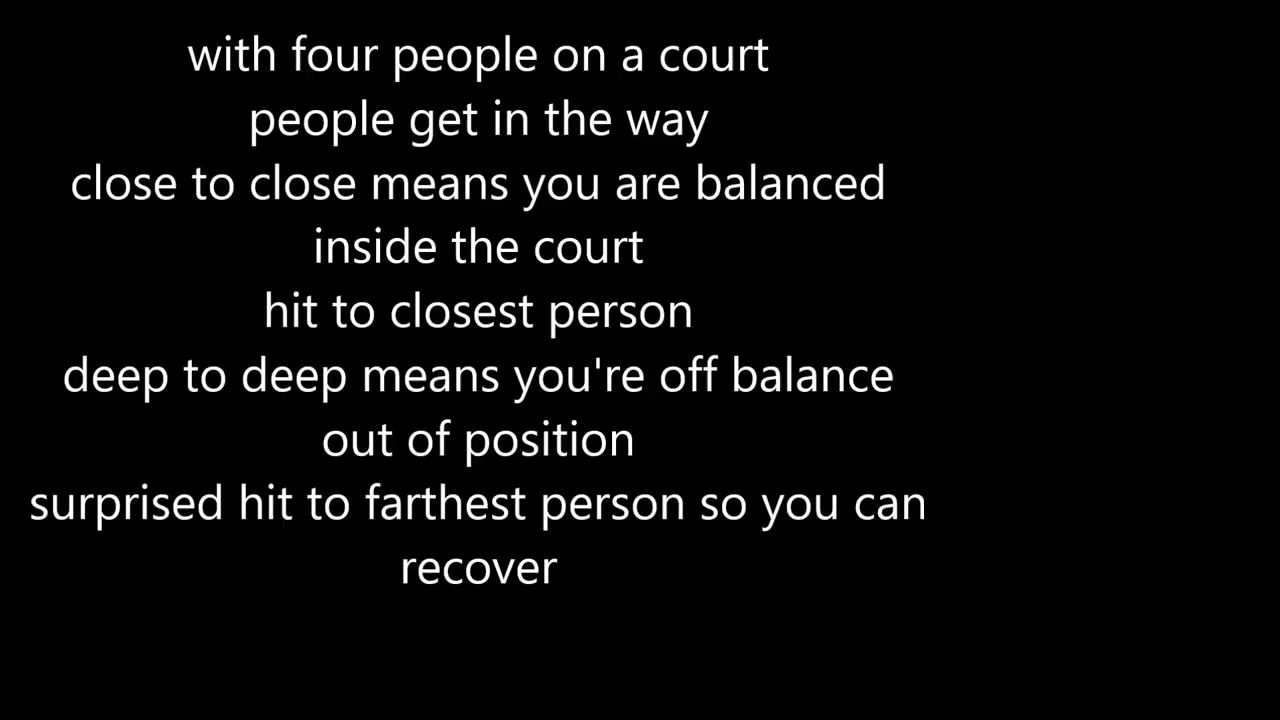 with four people on a court
people get in the way
close to close means you are balanced
inside the court
hit to closest person
deep to deep means you're off balance
out of position
surprised hit to farthest person so you can
recover